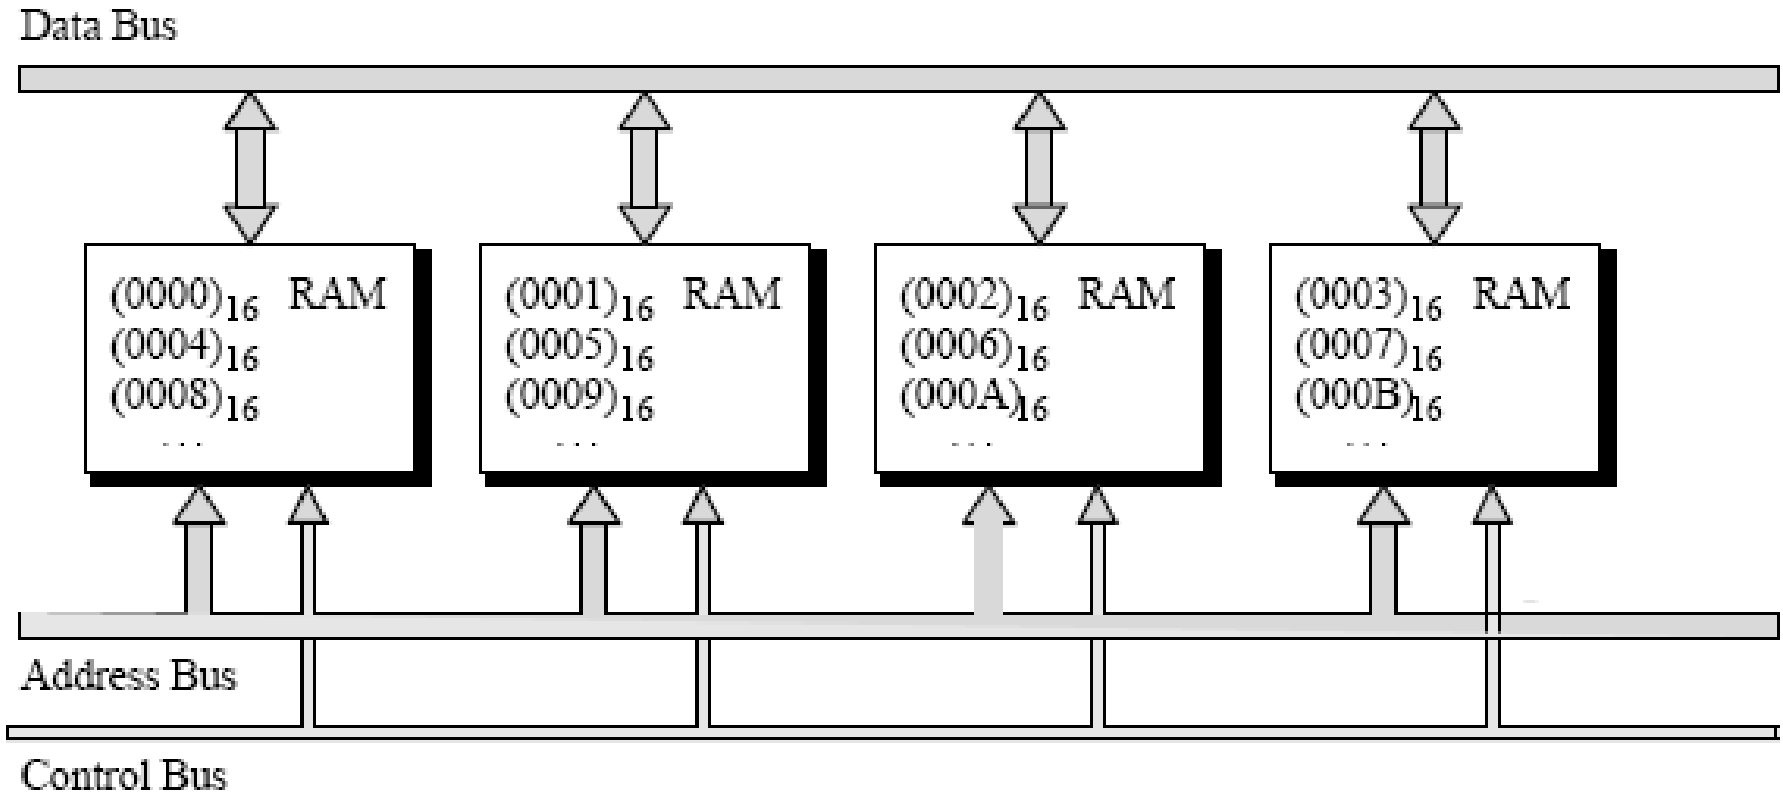 Data Bus
(0000)16 RAM
(0004)16
(0008)16
...
(0001)16 RAM
(0005)16
(0009)16
...
(0002)16 RAM
(0006)16
(000A)16
...
(0003)16 RAM
(0007)16
(000B)16
...
Address Bus
Control Bus